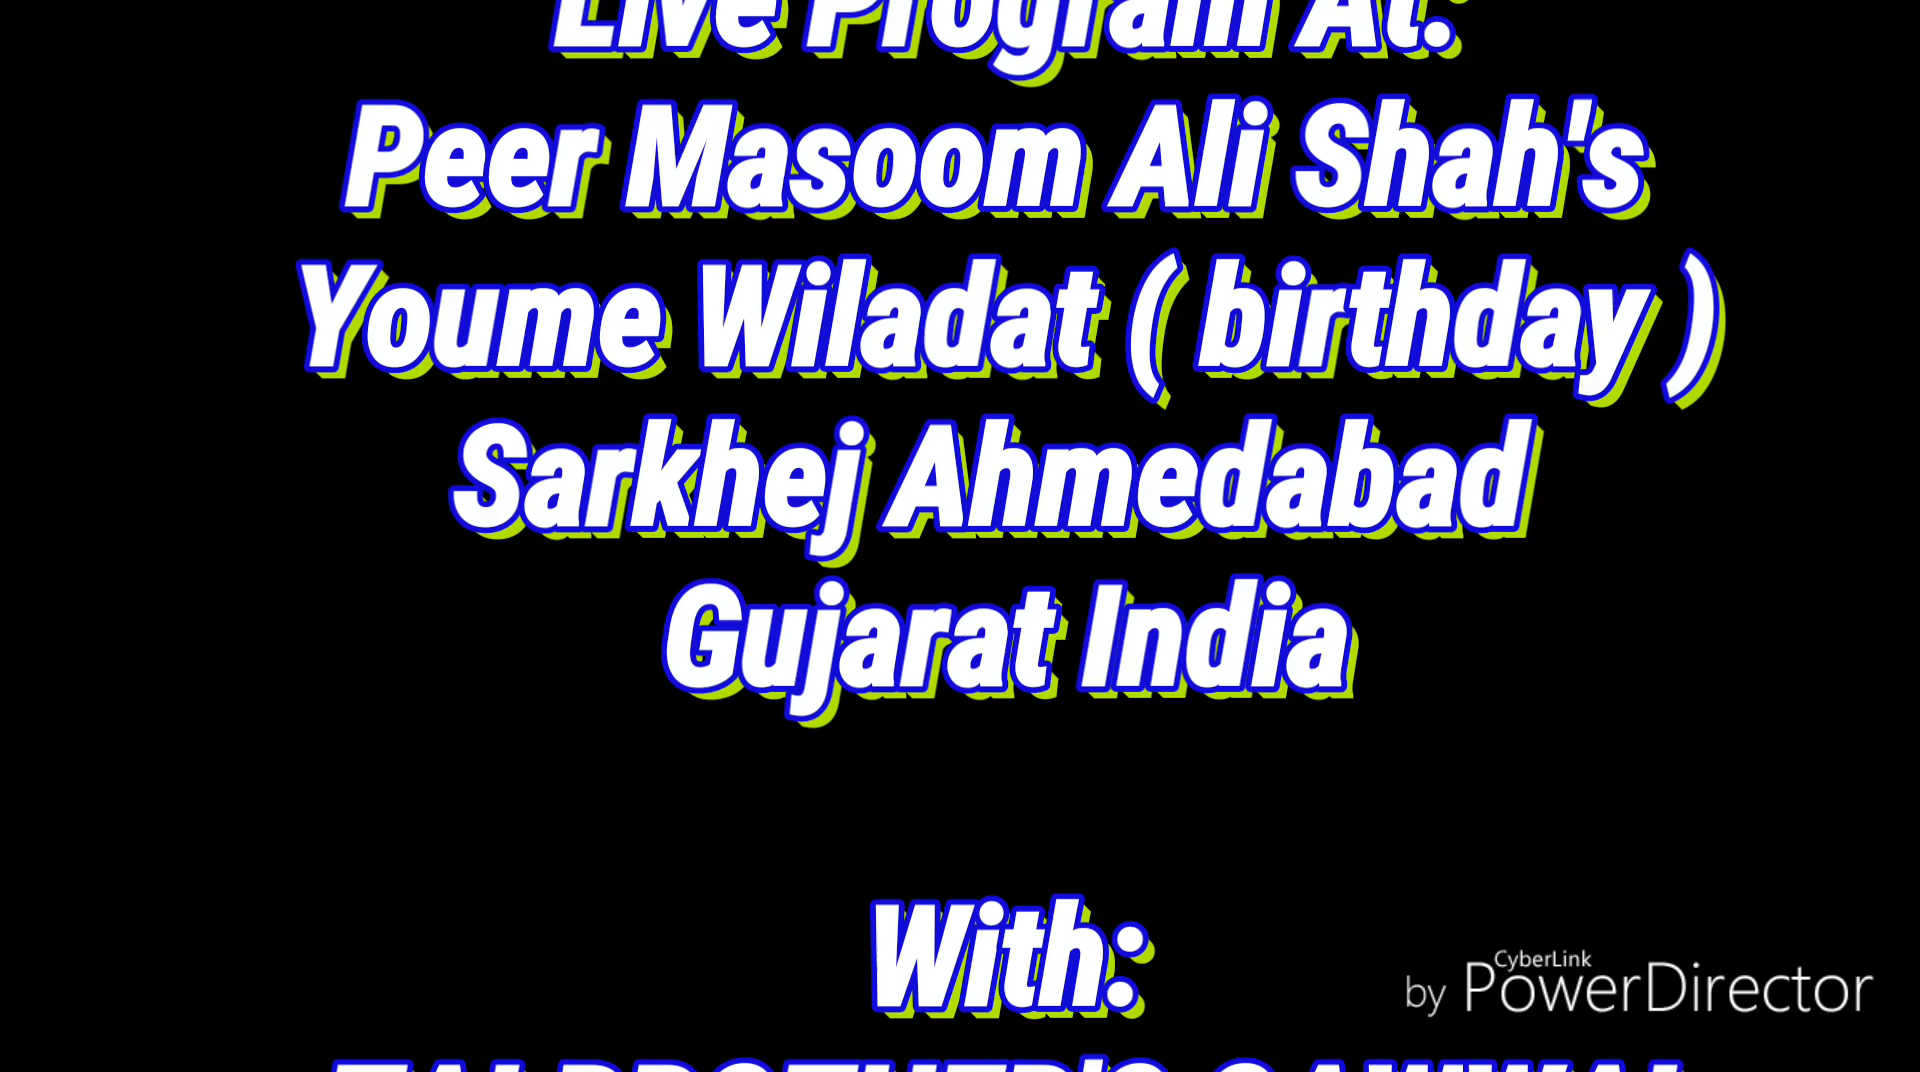 Live Program At:
Peer Masoom Ali Shah's
Youme Wiladat ( birthday )
Sarkhej Ahmedabad
Gujarat India
With:
by CyberLink PowerDirector